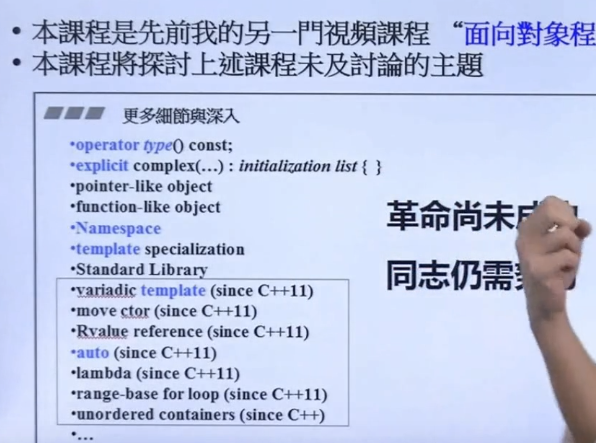 • 本課程是先前我的另一門視頻課程 “面向對象程
• 本課程將探討上述課程未及討論的主題
更多細節與深入
•operator type() const;
•explicit complex(…) : initialization list { }
•pointer-like object
•function-like object
•Namespace
•template specialization
•Standard Library
•variadic template (since C++11)
•move ctor (since C++11)
•Rvalue reference (since C++11)
•auto (since C++11)
•lambda (since C++11)
•range-base for loop (since C++11)
•unordered containers (since C++)
•…
革命尚未
同志仍需